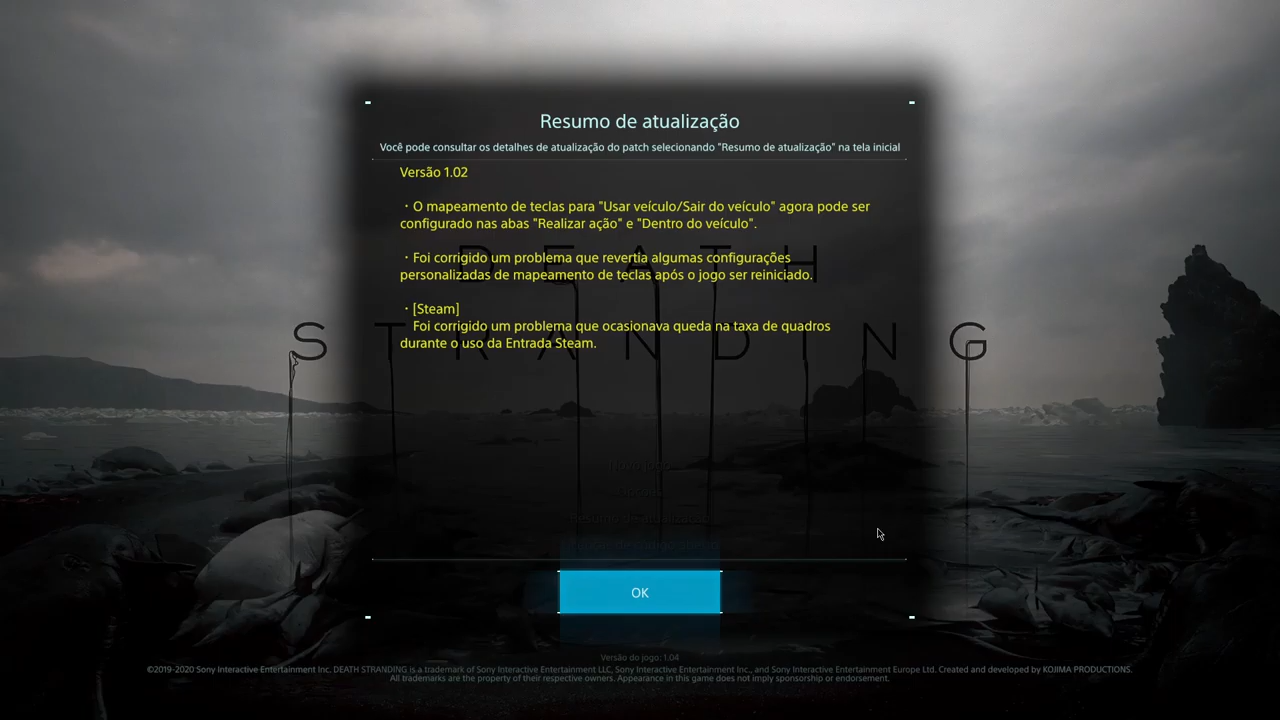 Resumo de atualização
Você pode consultar os detalhes de atualização do patch selecionando "Resumo de atualização" na tela inicial
Versão 1.02
・O mapeamento de teclas para "Usar veículo/Sair do veículo" agora pode ser
configurado nas abas "Realizar ação" e "Dentro do veículo".
・Foi corrigido um problema que revertia algumas configurações
personalizadas de mapeamento de teclas após o jogo ser reiniciado.
・[Steam]
Foi corrigido um problema que ocasionava queda na taxa de quadros
durante o uso da Entrada Steam.
DEATH
STRANDING
OK
Versão do jogo: 1.04
©2019-2020 Sony Interactive Entertainment Inc. DEATH STRANDING is a trademark of Sony Interactive Entertainment LLC, Sony Interactive Entertainment Inc., and Sony Interactive Entertainment Europe Ltd. Created and developed by KOJIMA PRODUCTIONS.
All trademarks are the property of their respective owners. Appearance in this game does not imply sponsorship or endorsement.